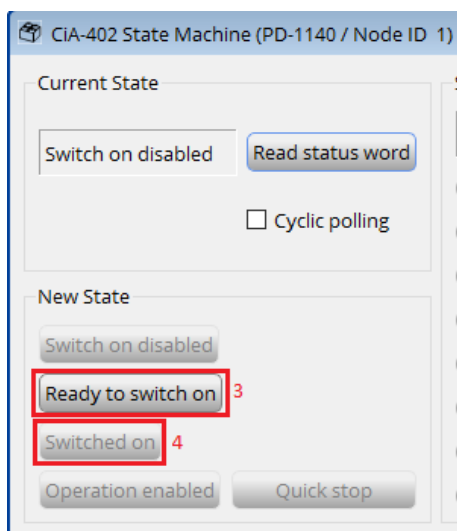 CiA-402 State Machine (PD-1140 / Node ID 1)
Current State
Switch on disabled Read status word
Cyclic polling
New State
Switch on disabled
Ready to switch on 3
Switched on 4
Operation enabled Quick stop